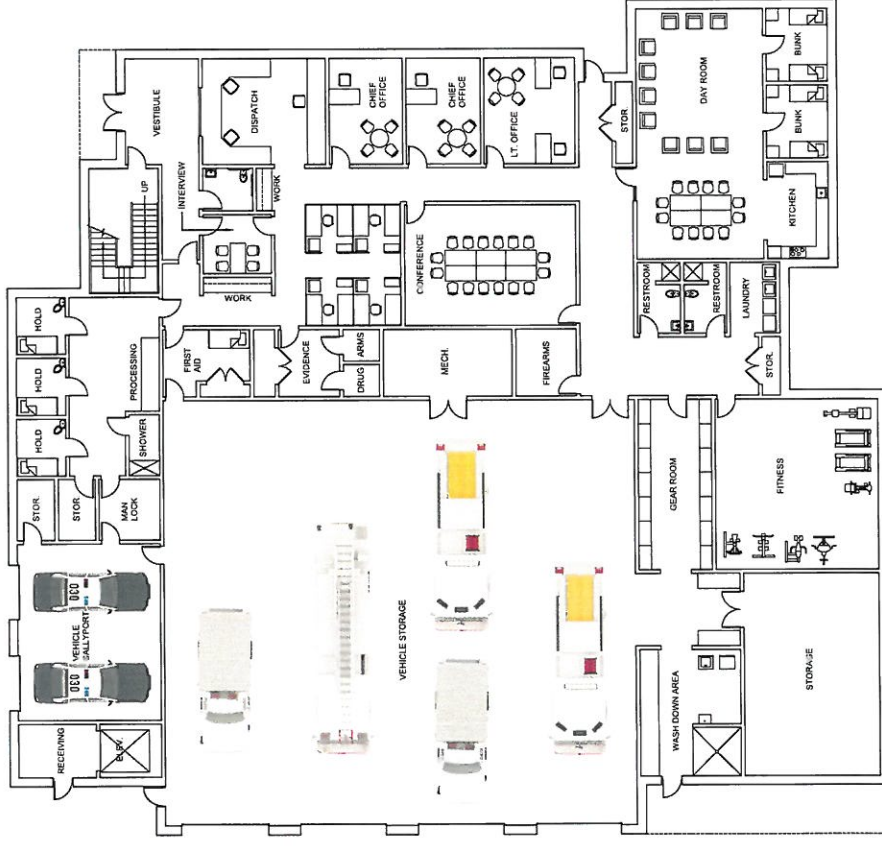 VESTIBULE
DISPATCH
CHIEF
OFFICE
CHIEF
OFFICE
LT. OFFICE
STOR.
DAY ROOM
BUNK
BUNK
KITCHEN
UP
INTERVIEW
WORK
WORK
CONFERENCE
RESTROOM
RESTROOM
LAUNDRY
STOR.
HOLD
HOLD
HOLD
PROCESSING
SHOWER
FIRST
AID
EVIDENCE
DRUG
ARMS
MECH.
FIREARMS
STOR.
STOR
MAN
LOCK
GEAR ROOM
FITNESS
VEHICLE
SALLYPORT
030
030
VEHICLE STORAGE
RECEIVING
ELEV.
WASH DOWN AREA
STORAGE